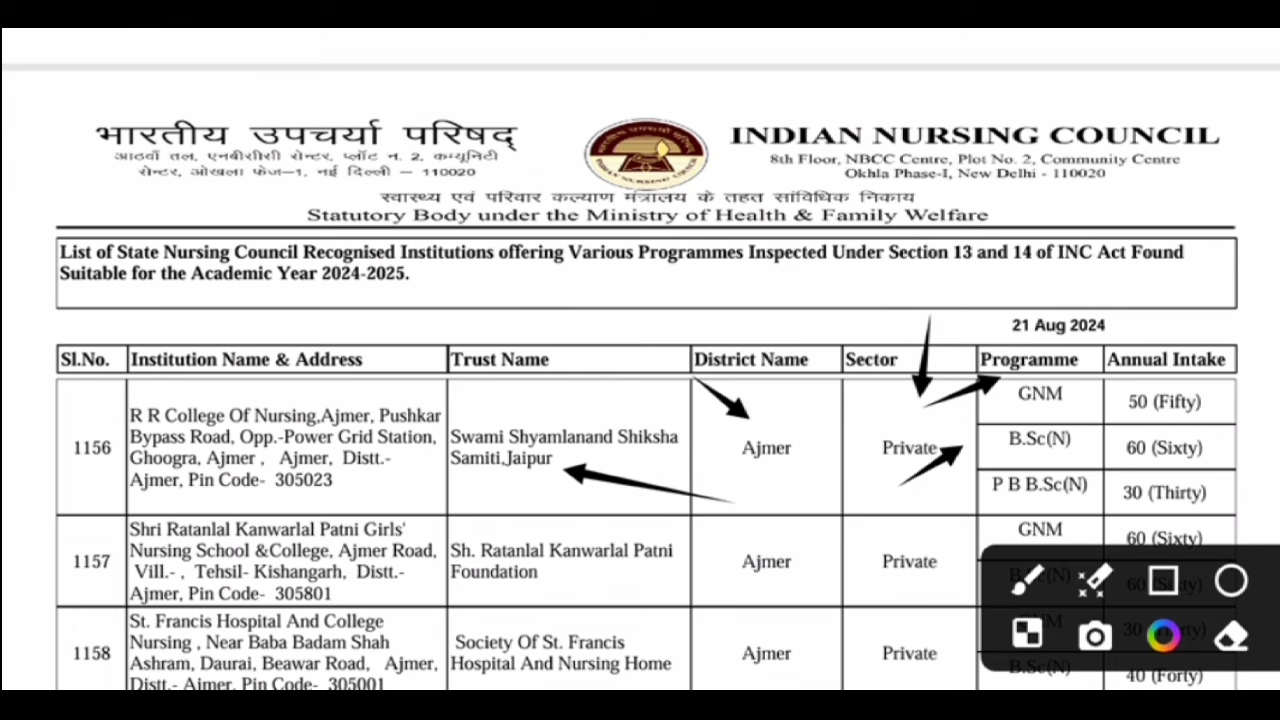 भारतीय उपचर्या परिषद्
आठवाँ तल, एनबीसीसी सेन्टर, प्लॉट न. 2, कम्यूनिटी
सेन्टर, ओखला फेज–1, नई दिल्ली – 110020
INDIAN NURSING COUNCIL
8th Floor, NBCC Centre, Plot No. 2, Community Centre
Okhla Phase-I, New Delhi - 110020
स्वास्थ्य एवं परिवार कल्याण मंत्रालय के तहत सांविधिक निकाय
Statutory Body under the Ministry of Health & Family Welfare
List of State Nursing Council Recognised Institutions offering Various Programmes Inspected Under Section 13 and 14 of INC Act Found
Suitable for the Academic Year 2024-2025.
21 Aug 2024
Sl.No. Institution Name & Address Trust Name District Name Sector Programme Annual Intake
1156
R R College Of Nursing,Ajmer, Pushkar
Bypass Road, Opp.-Power Grid Station,
Ghoogra, Ajmer , Ajmer, Distt.-
Ajmer, Pin Code- 305023
Swami Shyamlanand Shiksha
Samiti,Jaipur
Ajmer
Private
GNM 50 (Fifty)
B.Sc(N) 60 (Sixty)
P B B.Sc(N) 30 (Thirty)
1157
Shri Ratanlal Kanwarlal Patni Girls'
Nursing School &College, Ajmer Road,
Vill.- , Tehsil- Kishangarh, Distt.-
Ajmer, Pin Code- 305801
Sh. Ratanlal Kanwarlal Patni
Foundation
Ajmer
Private
GNM 60 (Sixty)
B.Sc(N) 60 (Sixty)
1158
St. Francis Hospital And College
Nursing , Near Baba Badam Shah
Ashram, Daurai, Beawar Road, Ajmer,
Distt.- Ajmer, Pin Code- 305001
Society Of St. Francis
Hospital And Nursing Home
Ajmer
Private
GNM 30 (Thirty)
B.Sc(N) 40 (Forty)